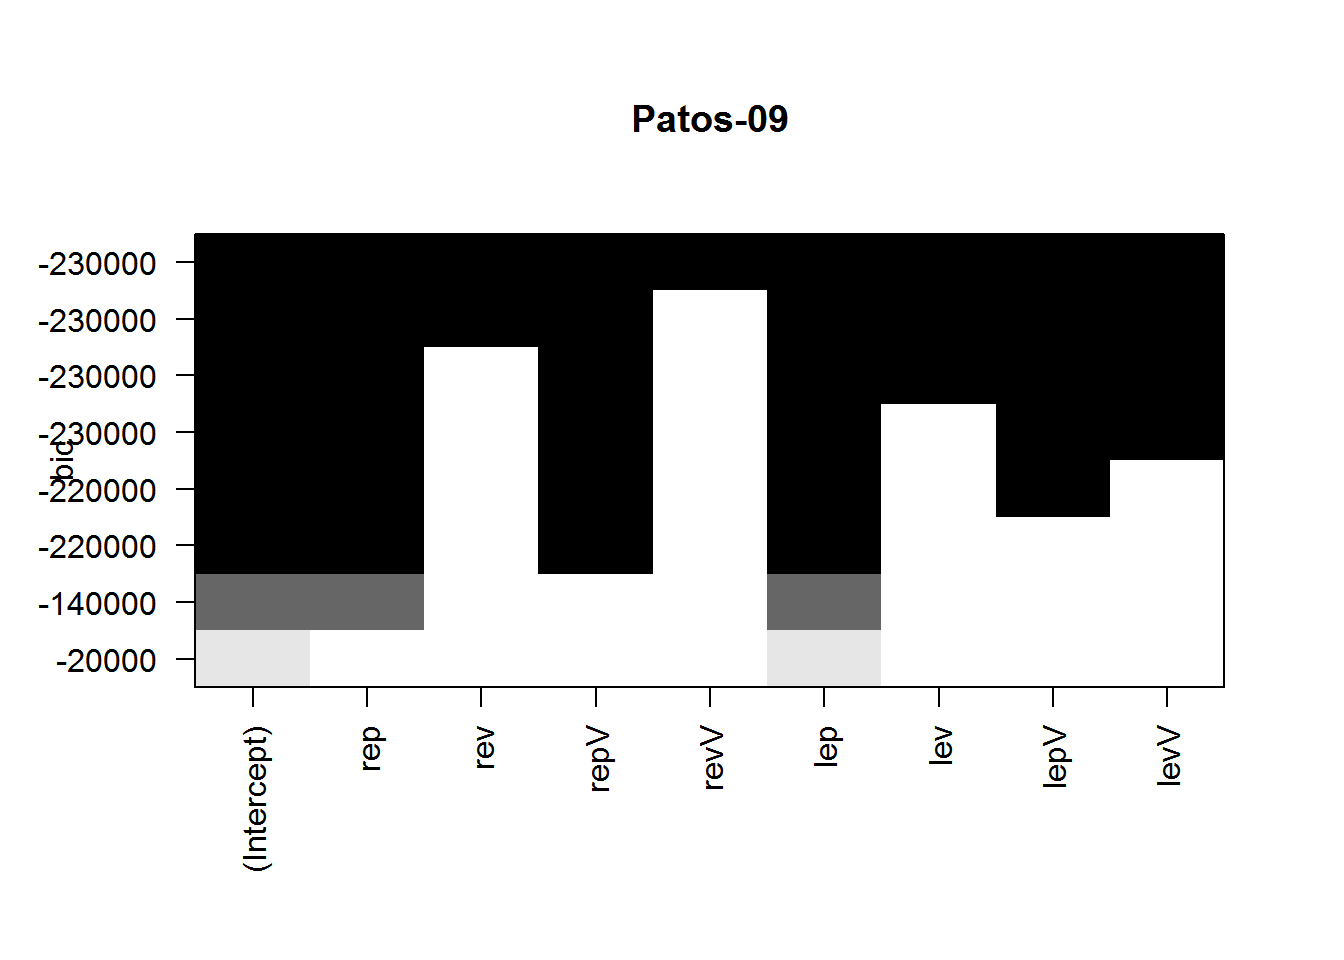 Patos-09
-230000
-230000
-230000
-230000
bic
-220000
-220000
-140000
-20000
(Intercept)
rep
rev
repV
revV
lep
lev
lepV
levV